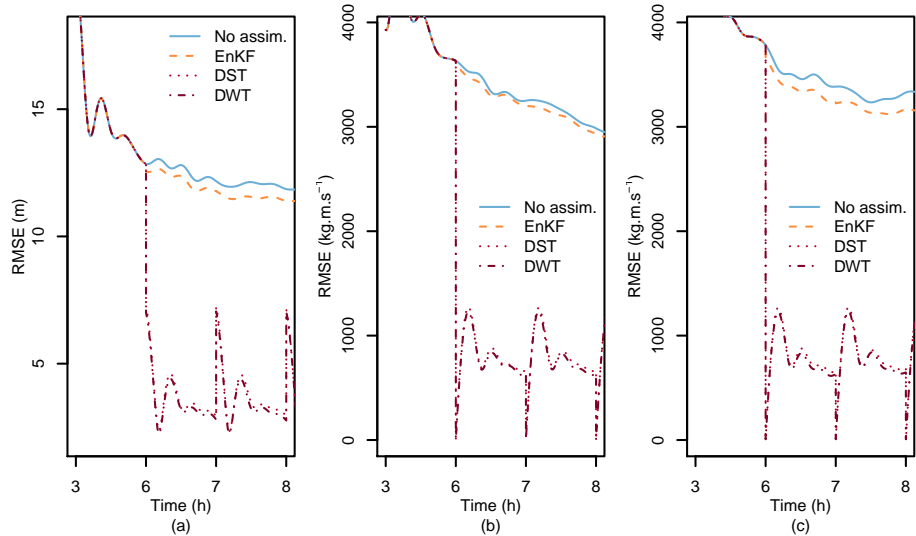 No assim.
EnKF
DST
DWT
RMSE (m)
5
10
15
3
6
7
8
Time (h)
(a)
No assim.
EnKF
DST
DWT
RMSE (kg.m.s⁻¹)
0
1000
2000
3000
4000
3
6
7
8
Time (h)
(b)
No assim.
EnKF
DST
DWT
RMSE (kg.m.s⁻¹)
0
1000
2000
3000
4000
3
6
7
8
Time (h)
(c)